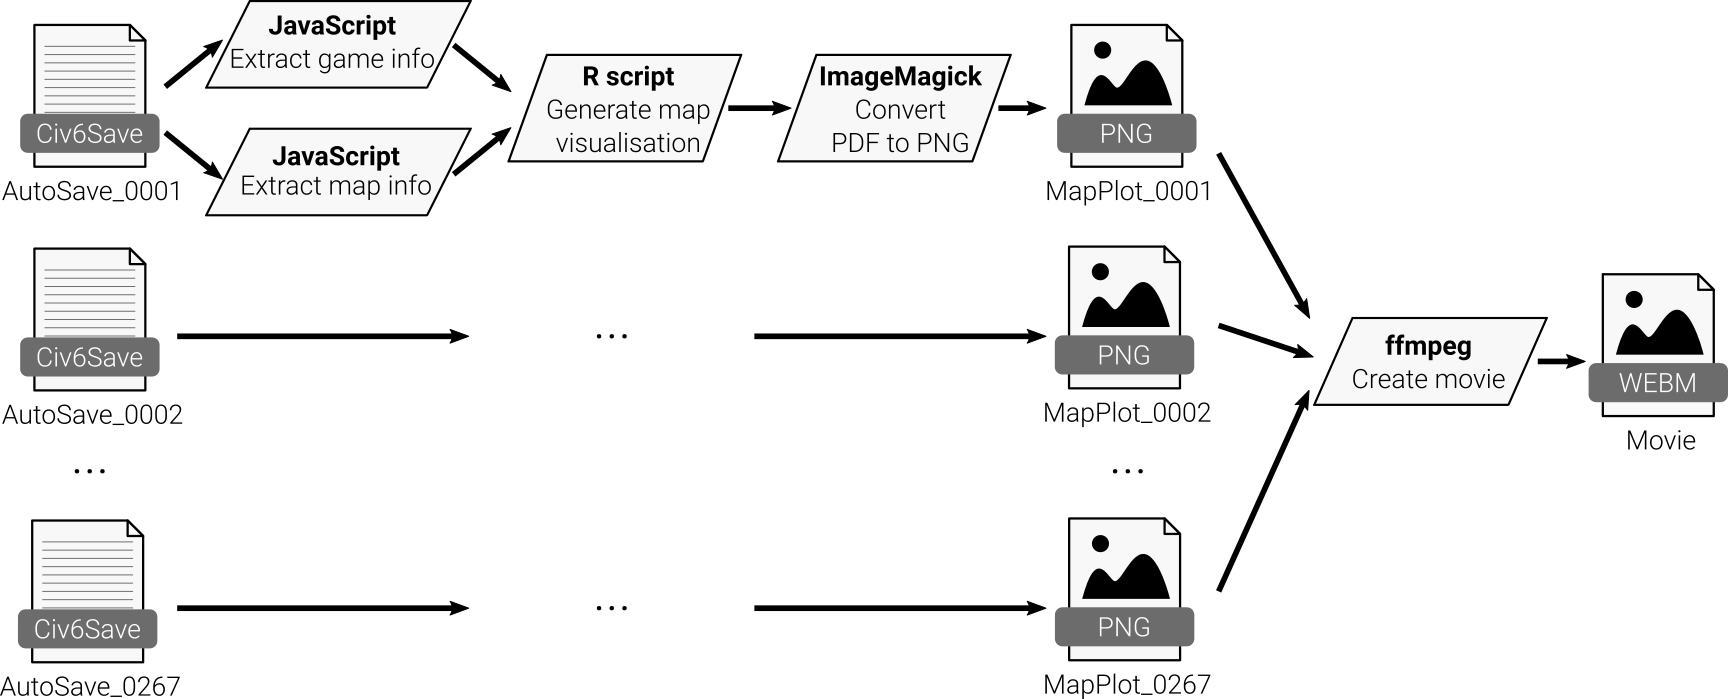 JavaScript
Extract game info
JavaScript
Extract map info
R script
Generate map
visualisation
ImageMagick
Convert
PDF to PNG
Civ6Save
AutoSave_0001
PNG
MapPlot_0001
Civ6Save
AutoSave_0002
...
PNG
MapPlot_0002
...
...
Civ6Save
AutoSave_0267
...
PNG
MapPlot_0267
ffmpeg
Create movie
WEBM
Movie